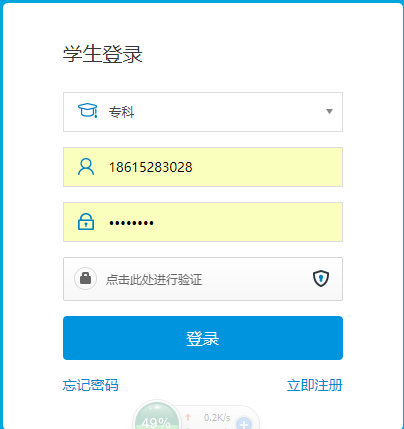 学生登录
专科
18615283028
••••••••
点击此处进行验证
登录
忘记密码 立即注册
49% 0.2K/s